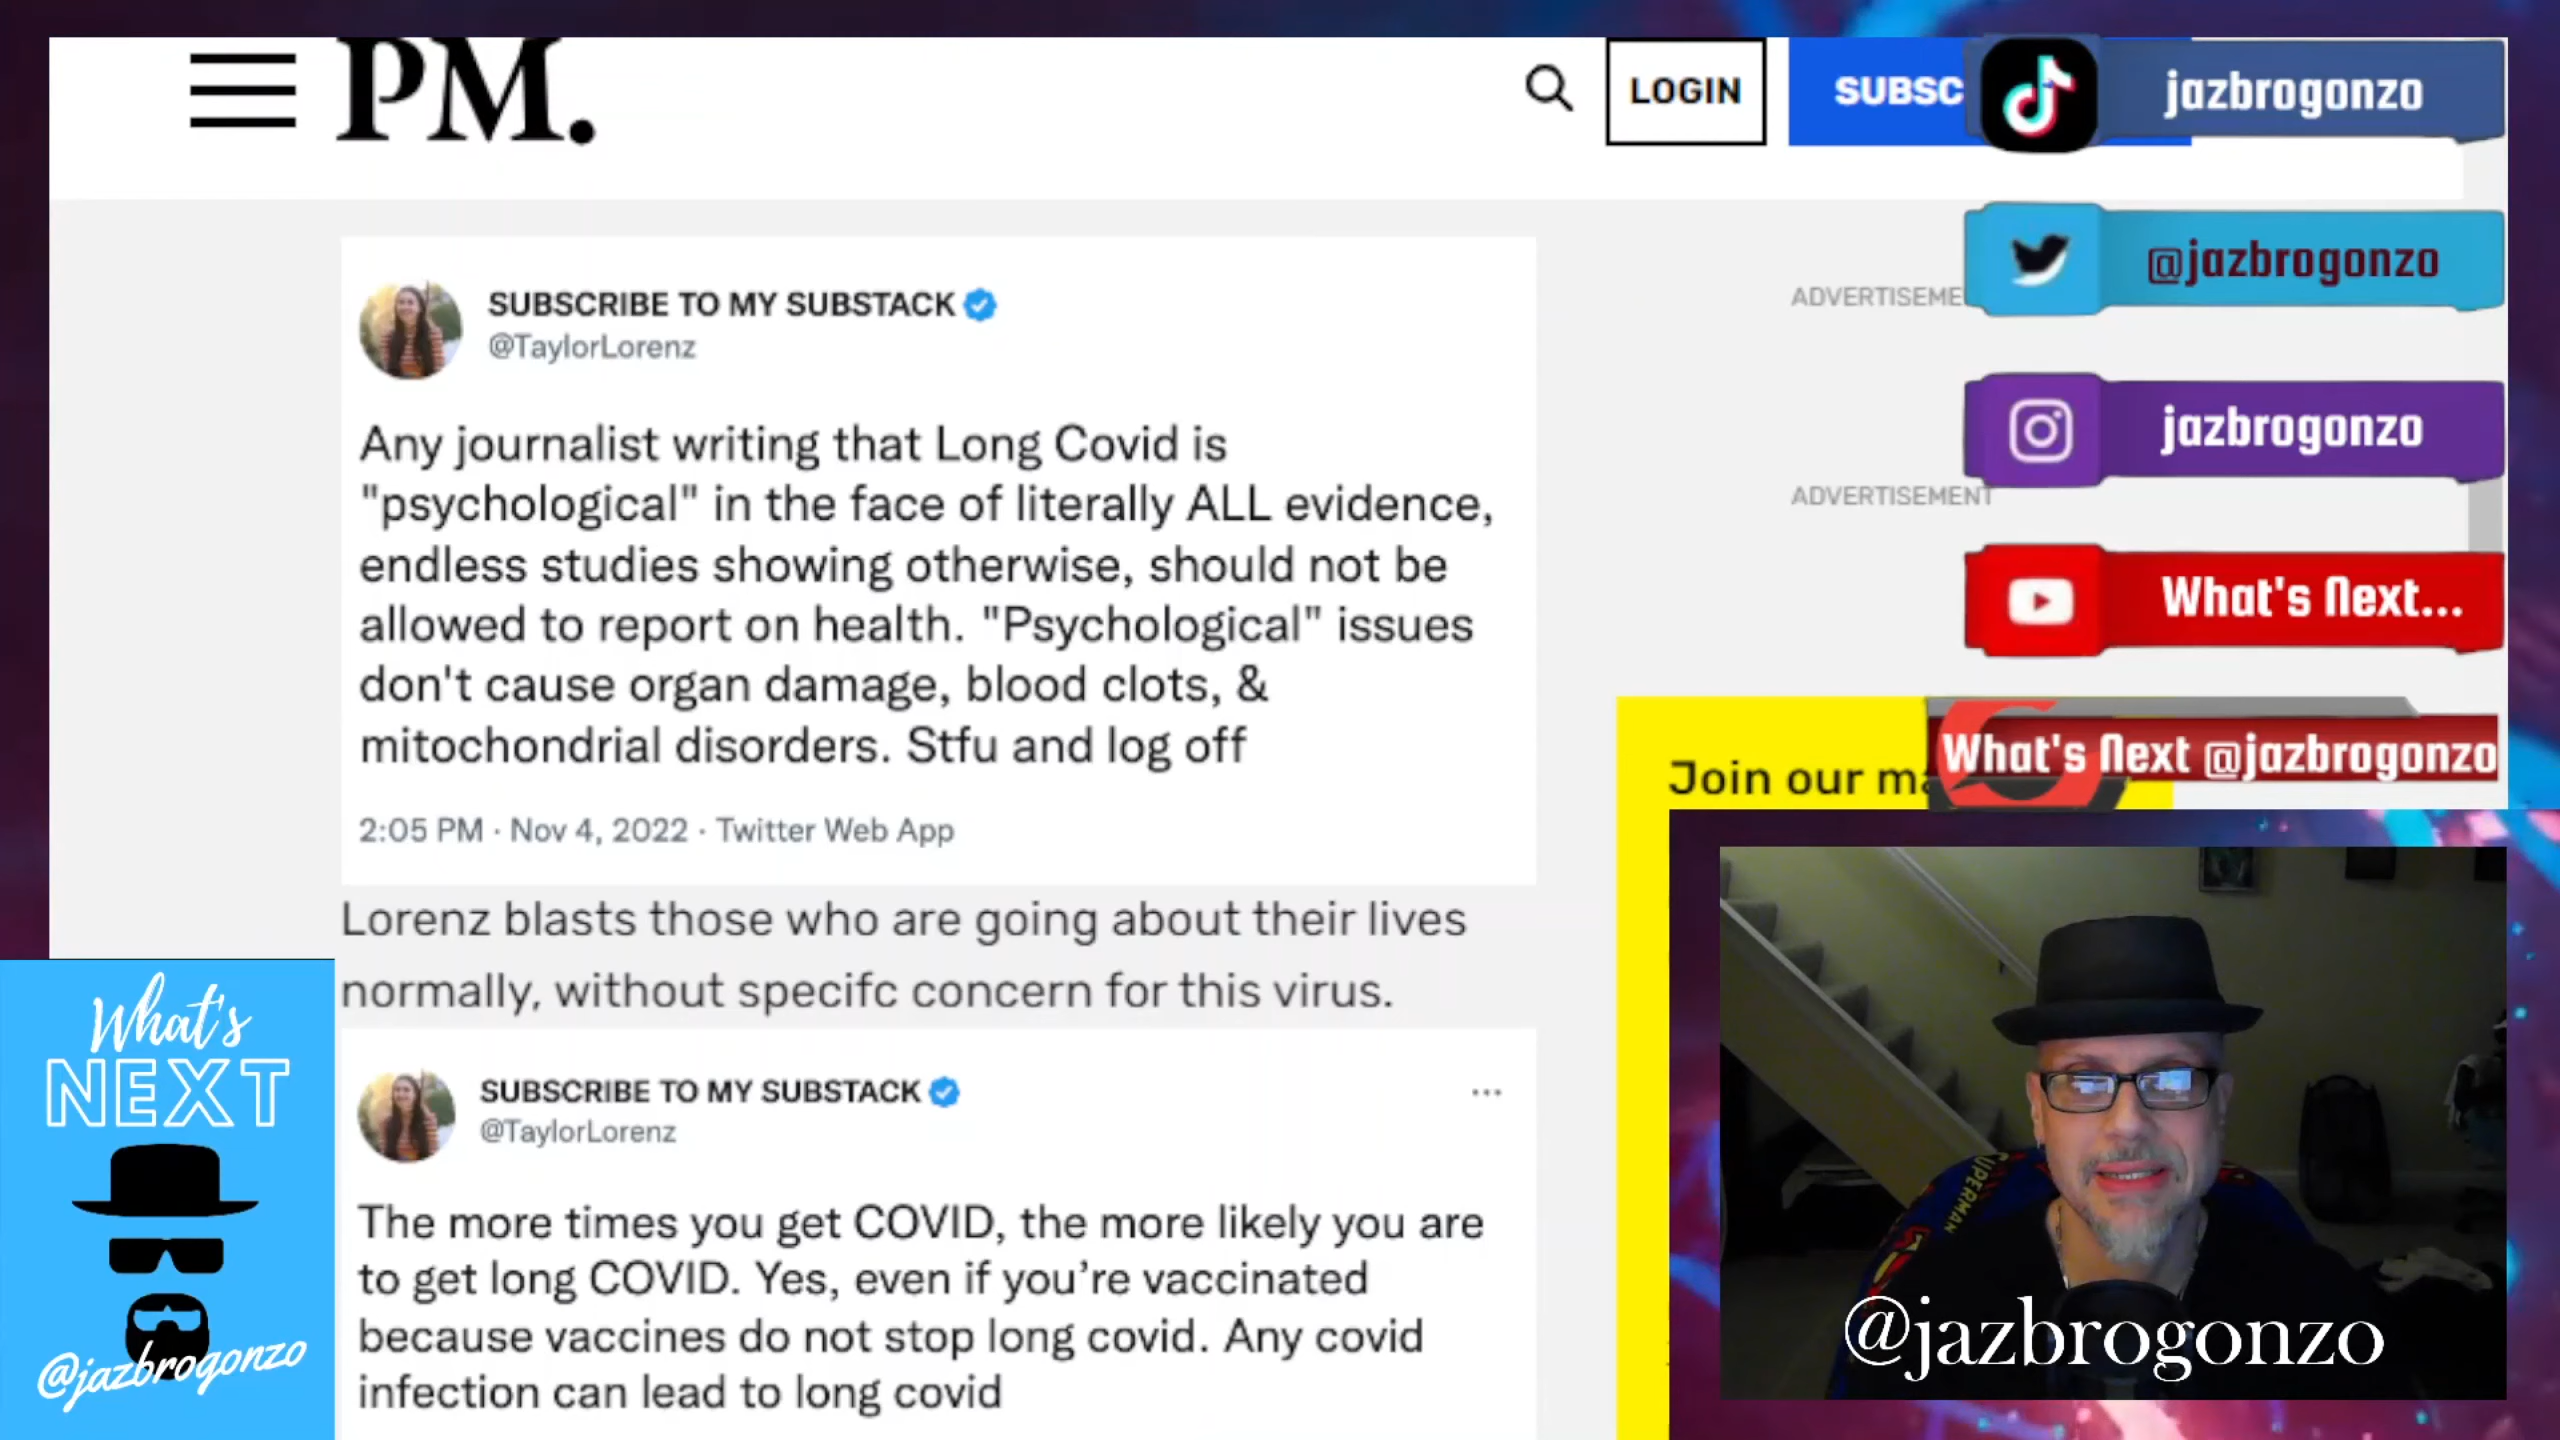 PM.
LOGIN
SUBSC
jazbrogonzo
@jazbrogonzo
jazbrogonzo
What's Next...
What's Next @jazbrogonzo
ADVERTISEME
ADVERTISEMENT
SUBSCRIBE TO MY SUBSTACK
@TaylorLorenz
Any journalist writing that Long Covid is
"psychological" in the face of literally ALL evidence,
endless studies showing otherwise, should not be
allowed to report on health. "Psychological" issues
don't cause organ damage, blood clots, &
mitochondrial disorders. Stfu and log off
2:05 PM · Nov 4, 2022 · Twitter Web App
Lorenz blasts those who are going about their lives
normally, without specifc concern for this virus.
SUBSCRIBE TO MY SUBSTACK
@TaylorLorenz
The more times you get COVID, the more likely you are
to get long COVID. Yes, even if you’re vaccinated
because vaccines do not stop long covid. Any covid
infection can lead to long covid
Join our ma
What's
NEXT
@jazbrogonzo
SUPERMAN
@jazbrogonzo